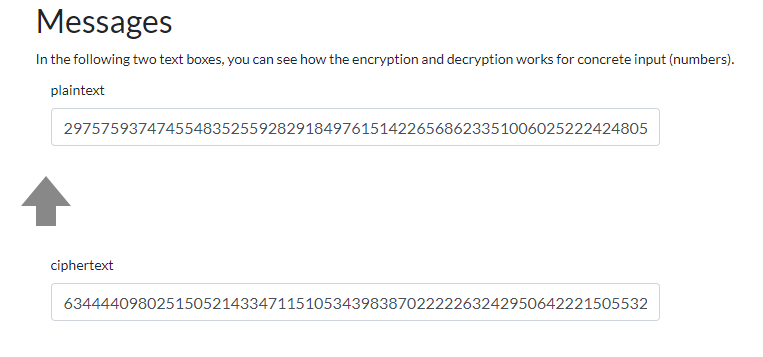 Messages
In the following two text boxes, you can see how the encryption and decryption works for concrete input (numbers).
plaintext
297575937474554835255928291849761514226568623351006025222424805
ciphertext
634444098025150521433471151053439838702222263242950642221505532